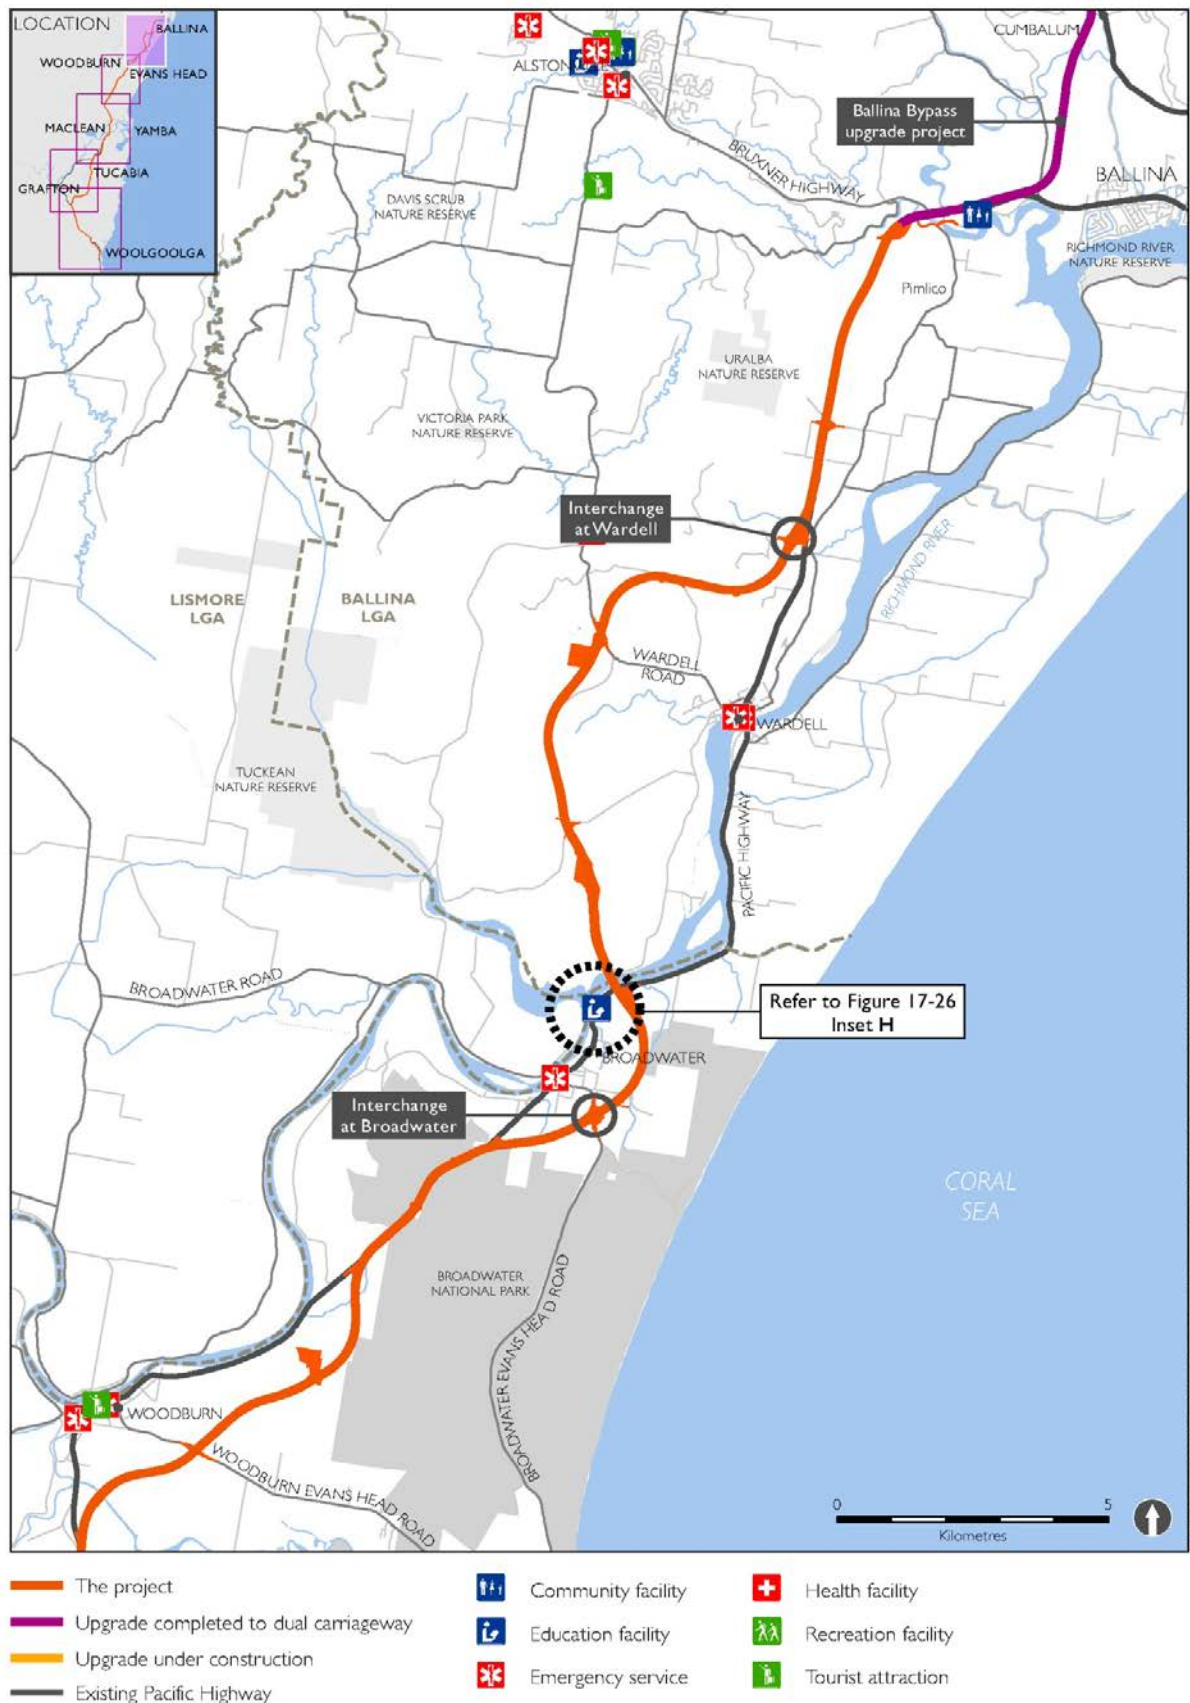 LOCATION
BALLINA
WOODBURN
EVANS HEAD
MACLEAN
YAMBA
TUCABIA
GRAFTON
WOOLGOOLGA
CUMBALUM
Ballina Bypass
upgrade project
BRUXNER HIGHWAY
BALLINA
DAVIS SCRUB
NATURE RESERVE
RICHMOND RIVER
NATURE RESERVE
Pimlico
URALBA
NATURE RESERVE
VICTORIA PARK
NATURE RESERVE
Interchange
at Wardell
RICHMOND RIVER
LISMORE
LGA
BALLINA
LGA
WARDELL
ROAD
WARDELL
TUCKEAN
NATURE RESERVE
PACIFIC HIGHWAY
BROADWATER ROAD
Refer to Figure 17-26
Inset H
BROADWATER
Interchange
at Broadwater
CORAL
SEA
BROADWATER
NATIONAL PARK
BROADWATER EVANS HEAD ROAD
WOODBURN
WOODBURN EVANS HEAD ROAD
0 5
Kilometres
The project
Upgrade completed to dual carriageway
Upgrade under construction
Existing Pacific Highway
Community facility
Education facility
Emergency service
Health facility
Recreation facility
Tourist attraction